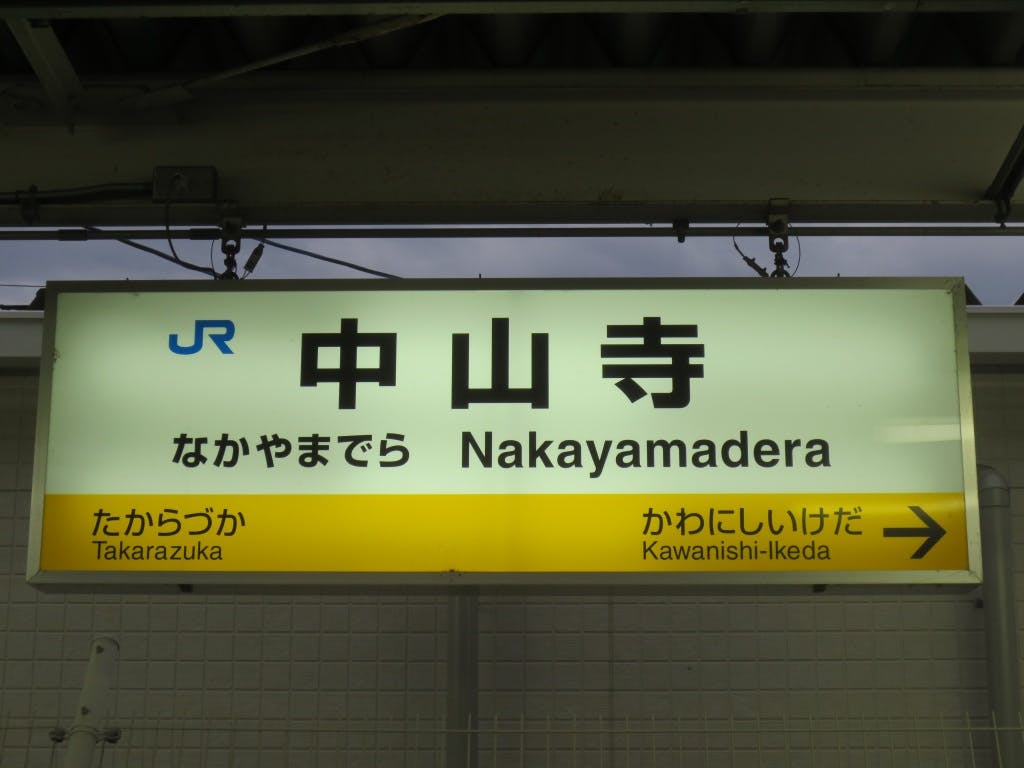 JR 中山寺
なかやまでら Nakayamadera
たからづか かわにしいけだ →
Takarazuka Kawanishi-Ikeda